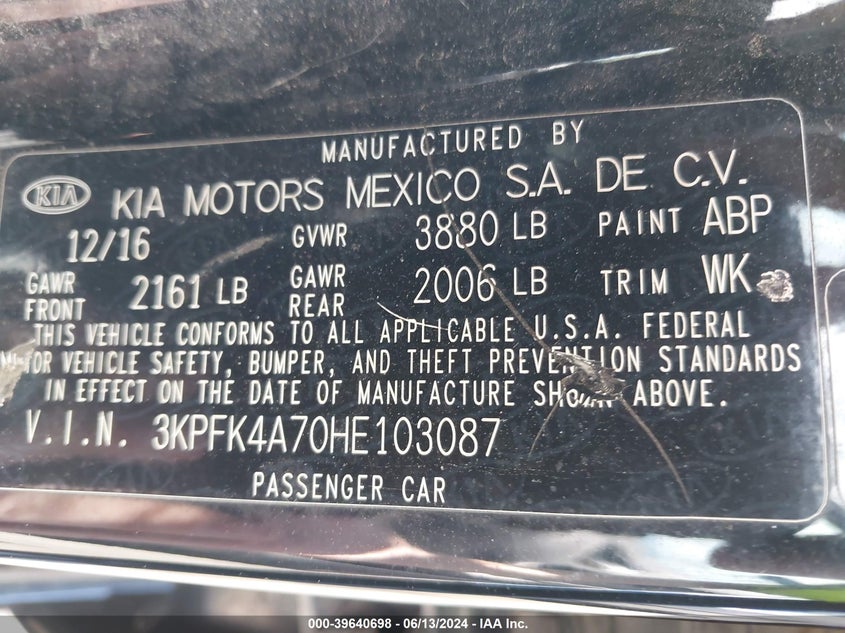 MANUFACTURED BY
KIA KIA MOTORS MEXICO S.A. DE C.V.
12/16 GVWR 3880 LB PAINT ABP
GAWR FRONT 2161 LB GAWR REAR 2006 LB TRIM WK
THIS VEHICLE CONFORMS TO ALL APPLICABLE U.S.A. FEDERAL
MOTOR VEHICLE SAFETY, BUMPER, AND THEFT PREVENTION STANDARDS
IN EFFECT ON THE DATE OF MANUFACTURE SHOWN ABOVE.
V.I.N. 3KPFK4A70HE103087
PASSENGER CAR
000-39640698 - 06/13/2024 - IAA Inc.